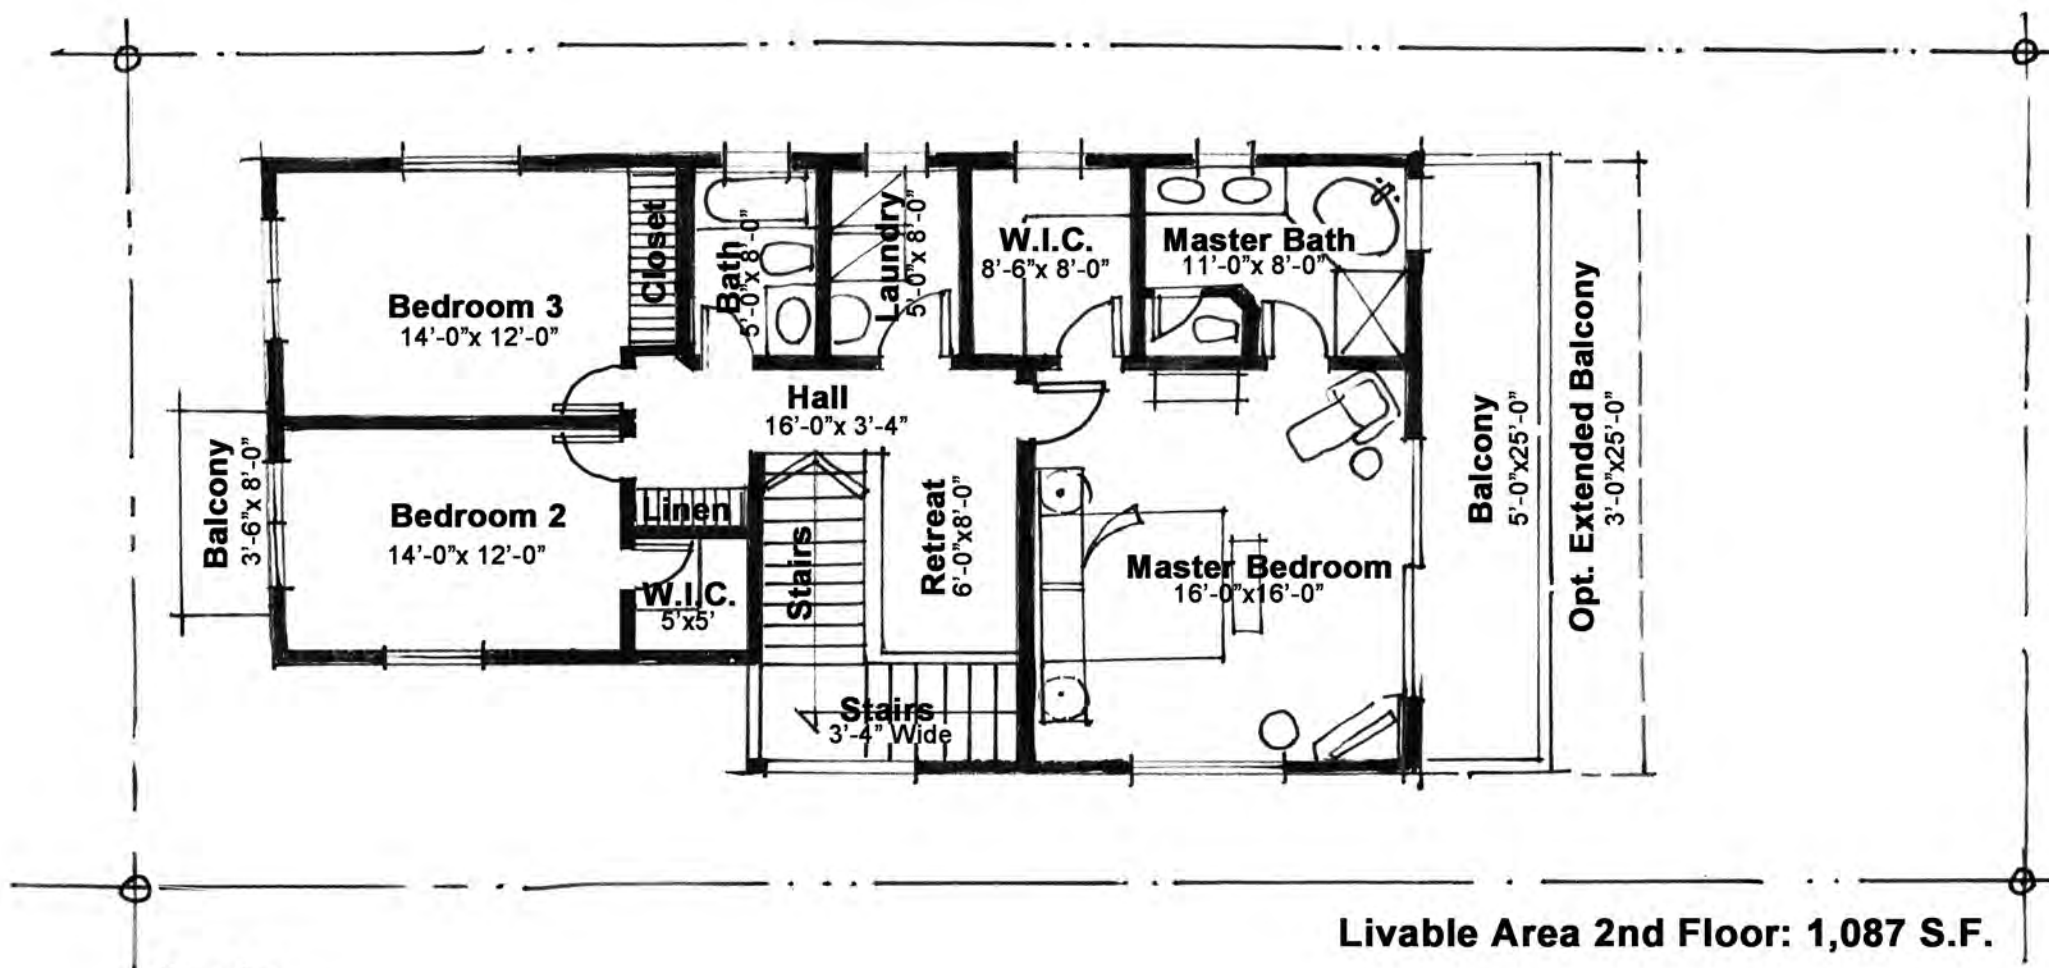 Bedroom 3
14'-0"x 12'-0"
Closet
Bath
5'-0"x 8'-0"
Laundry
5'-0"x 8'-0"
W.I.C.
8'-6"x 8'-0"
Master Bath
11'-0"x 8'-0"
Hall
16'-0"x 3'-4"
Balcony
3'-6"x 8'-0"
Bedroom 2
14'-0"x 12'-0"
Linen
W.I.C.
5'x5'
Stairs
Retreat
6'-0"x8'-0"
Stairs
3'-4" Wide
Master Bedroom
16'-0"x16'-0"
Balcony
5'-0"x25'-0"
Opt. Extended Balcony
3'-0"x25'-0"
Livable Area 2nd Floor: 1,087 S.F.